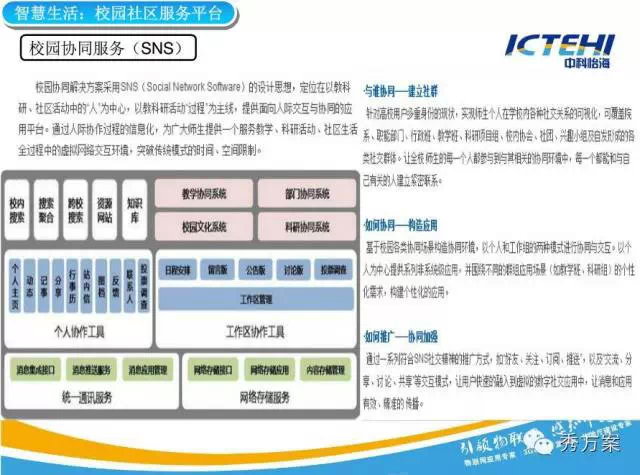 智慧生活：校园社区服务平台
校园协同服务（SNS）
ICTEHI
中科怡海
校园协同解决方案采用SNS（Social Network Software）的设计思想，定位在以教科
研、社区活动中的“人”为中心，以教科研活动“过程”为主线，提供面向人际交互与协同的应
用平台。通过人际协作过程的信息化，为广大师生提供一个服务教学、科研活动、社区生活
全过程中的虚拟网络交互环境，突破传统模式的时间、空间限制。
校内搜索
搜索聚合
跨校搜索
资源网站
知识库
教学协同系统
部门协同系统
校园文化系统
科研协同系统
个人主页
动态
记事
分享
行事历
站内信
图档
反馈
联系人
投票调查
个人协作工具
日程安排
留言版
公告版
讨论版
投票调查
工作区管理
工作区协作工具
消息集成接口
消息推送服务
消息应用管理
统一通讯服务
网络存储接口
网络存储应用
内容存储管理
网络存储服务
与谁协同—建立社群
针对高校用户多重身份的现状，实现师生个人在学校内各种社交关系的可视化，可覆盖院
系、职能部门、行政班、教学班、科研项目组、校内协会、社团、兴趣小组及自发形成的各
类社交群体。让全校师生的每一个人都参与到与其相关的协同环境中，每一个都能和与自
己有关的人建立紧密联系。
如何协同—构造应用
基于校园各类协同场景构造协同环境，以个人和工作组的两种模式进行协同与交互。以个
人为中心提供系列非系统级应用，并围绕不同的群组应用场景（如教学班，科研组）的个性
化需求，构建个性化的应用。
如何推广—协同加强
通过一系列符合SNS社交精神的推广方式，如“好友、关注、订阅、推送”，以及“交流、分
享、讨论、共享”等交互模式，让用户快速的融入到虚拟的数字社交应用中，让消息和应用
有效、精准的传播。
引领物联
物联网应用专家
秀方案